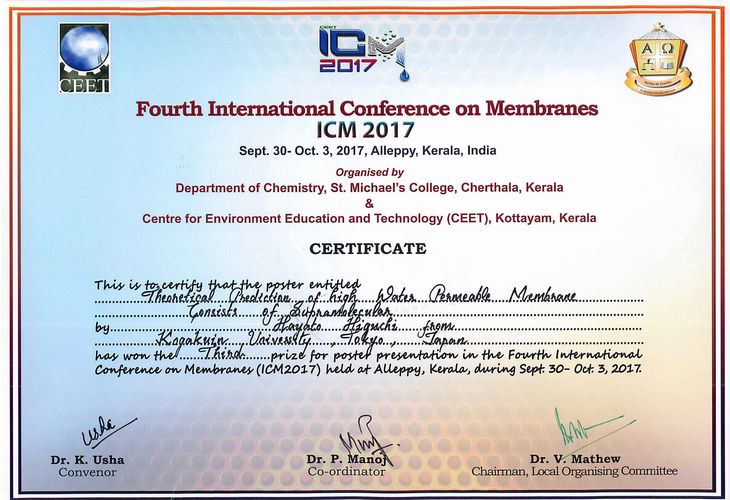 CEET
CEET
ICM
2017
Α Ω
Fourth International Conference on Membranes
ICM 2017
Sept. 30- Oct. 3, 2017, Alleppy, Kerala, India
Organised by
Department of Chemistry, St. Michael's College, Cherthala, Kerala
&
Centre for Environment Education and Technology (CEET), Kottayam, Kerala
CERTIFICATE
This is to certify that the poster entitled
Theoretical Prediction of high Water Permeable Membrane
Consists of Supramolecular
by Hayato Higuchi from
Kogakuin University, Tokyo, Japan
has won the Third prize for poster presentation in the Fourth International
Conference on Membranes (ICM2017) held at Alleppy, Kerala, during Sept. 30- Oct. 3, 2017.
Usha
Dr. K. Usha
Convenor
Dr. P. Manoj
Co-ordinator
Dr. V. Mathew
Chairman, Local Organising Committee